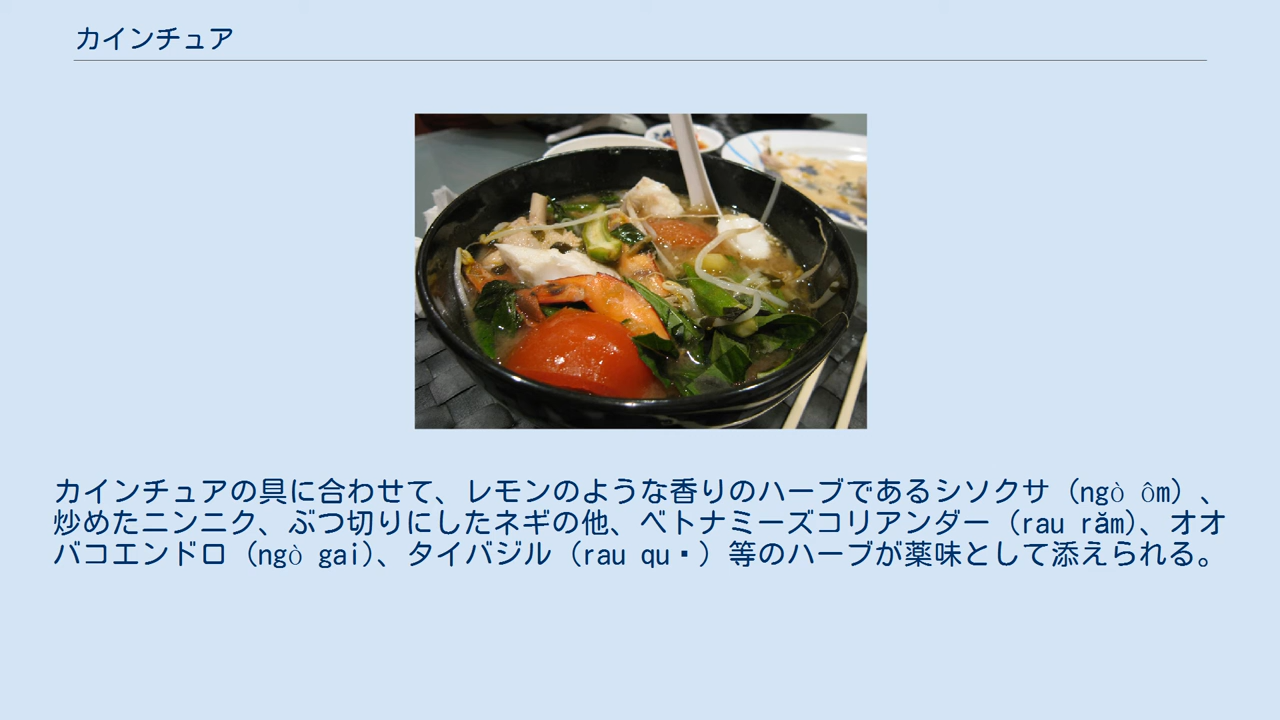 カインチュア
カインチュアの具に合わせて、レモンのような香りのハーブであるシソクサ（ngò ôm）、
炒めたニンニク、ぶつ切りにしたネギの他、ベトナミーズコリアンダー（rau răm)、オオ
バコエンドロ（ngò gai)、タイバジル（rau qu）等のハーブが薬味として添えられる。